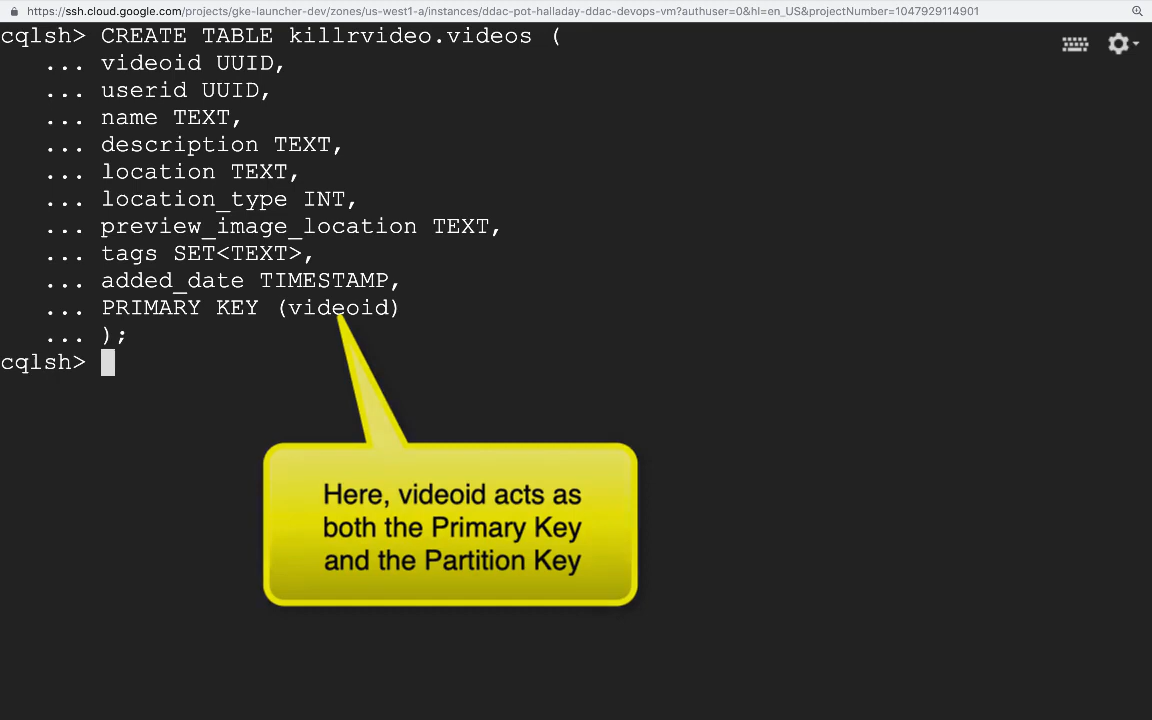 https://ssh.cloud.google.com/projects/gke-launcher-dev/zones/us-west1-a/instances/ddac-pot-halladay-ddac-devops-vm?authuser=0&hl=en_US&projectNumber=1047929114901
cqlsh> CREATE TABLE killrvideo.videos (
... videoid UUID,
... userid UUID,
... name TEXT,
... description TEXT,
... location TEXT,
... location_type INT,
... preview_image_location TEXT,
... tags SET<TEXT>,
... added_date TIMESTAMP,
... PRIMARY KEY (videoid)
... );
cqlsh>
Here, videoid acts as
both the Primary Key
and the Partition Key